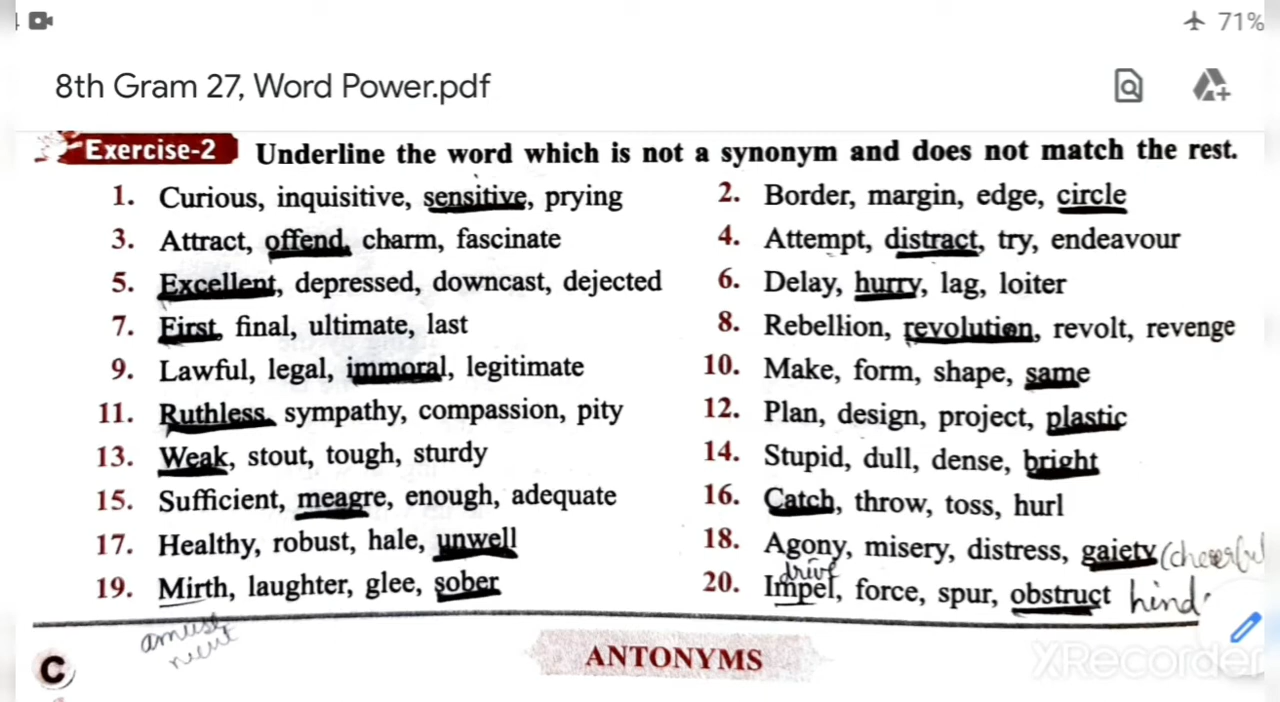 71%
8th Gram 27, Word Power.pdf
Exercise-2 Underline the word which is not a synonym and does not match the rest.
1. Curious, inquisitive, sensitive, prying
2. Border, margin, edge, circle
3. Attract, offend, charm, fascinate
4. Attempt, distract, try, endeavour
5. Excellent, depressed, downcast, dejected
6. Delay, hurry, lag, loiter
7. First, final, ultimate, last
8. Rebellion, revolution, revolt, revenge
9. Lawful, legal, immoral, legitimate
10. Make, form, shape, same
11. Ruthless, sympathy, compassion, pity
12. Plan, design, project, plastic
13. Weak, stout, tough, sturdy
14. Stupid, dull, dense, bright
15. Sufficient, meagre, enough, adequate
16. Catch, throw, toss, hurl
17. Healthy, robust, hale, unwell
18. Agony, misery, distress, gaiety (cheerful
19. Mirth, laughter, glee, sober
drive
20. Impel, force, spur, obstruct hind
amuse
ment
C ANTONYMS
XRecorder